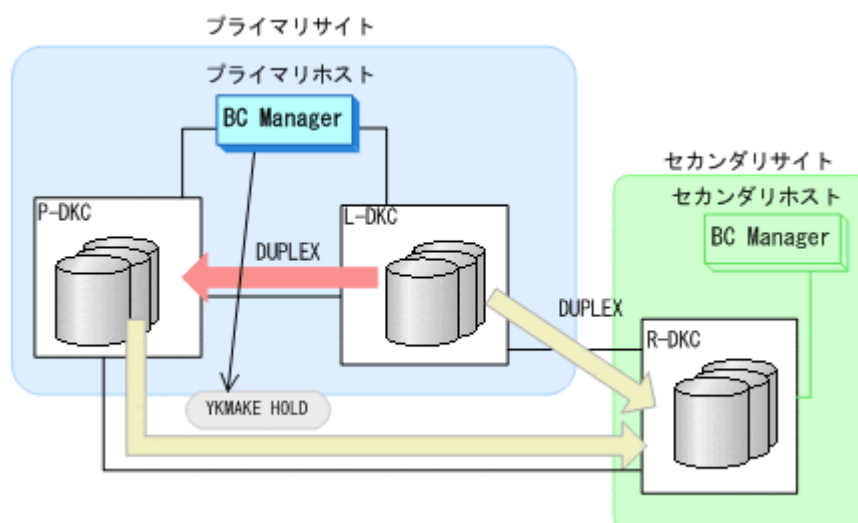 プライマリサイト
プライマリホスト
BC Manager
セカンダリサイト
セカンダリホスト
BC Manager
P-DKC
L-DKC
DUPLEX
DUPLEX
R-DKC
YKMAKE HOLD